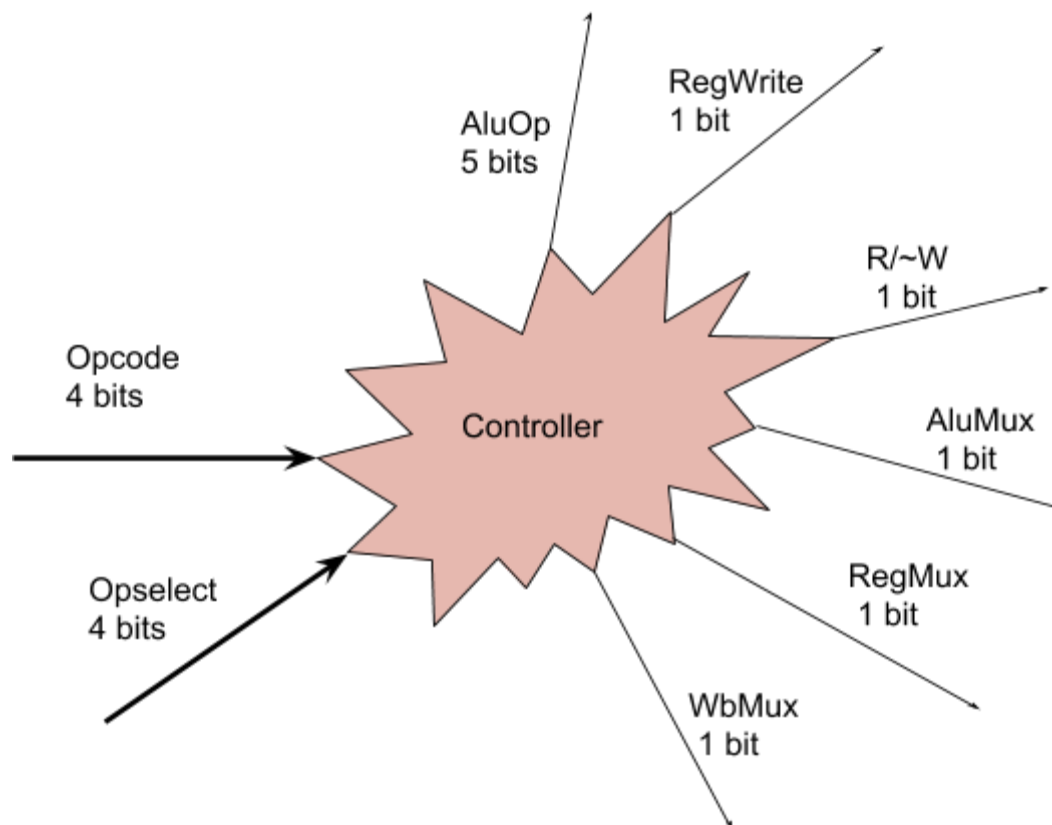 AluOp
5 bits
RegWrite
1 bit
R/~W
1 bit
Opcode
4 bits
Controller
AluMux
1 bit
Opselect
4 bits
RegMux
1 bit
WbMux
1 bit